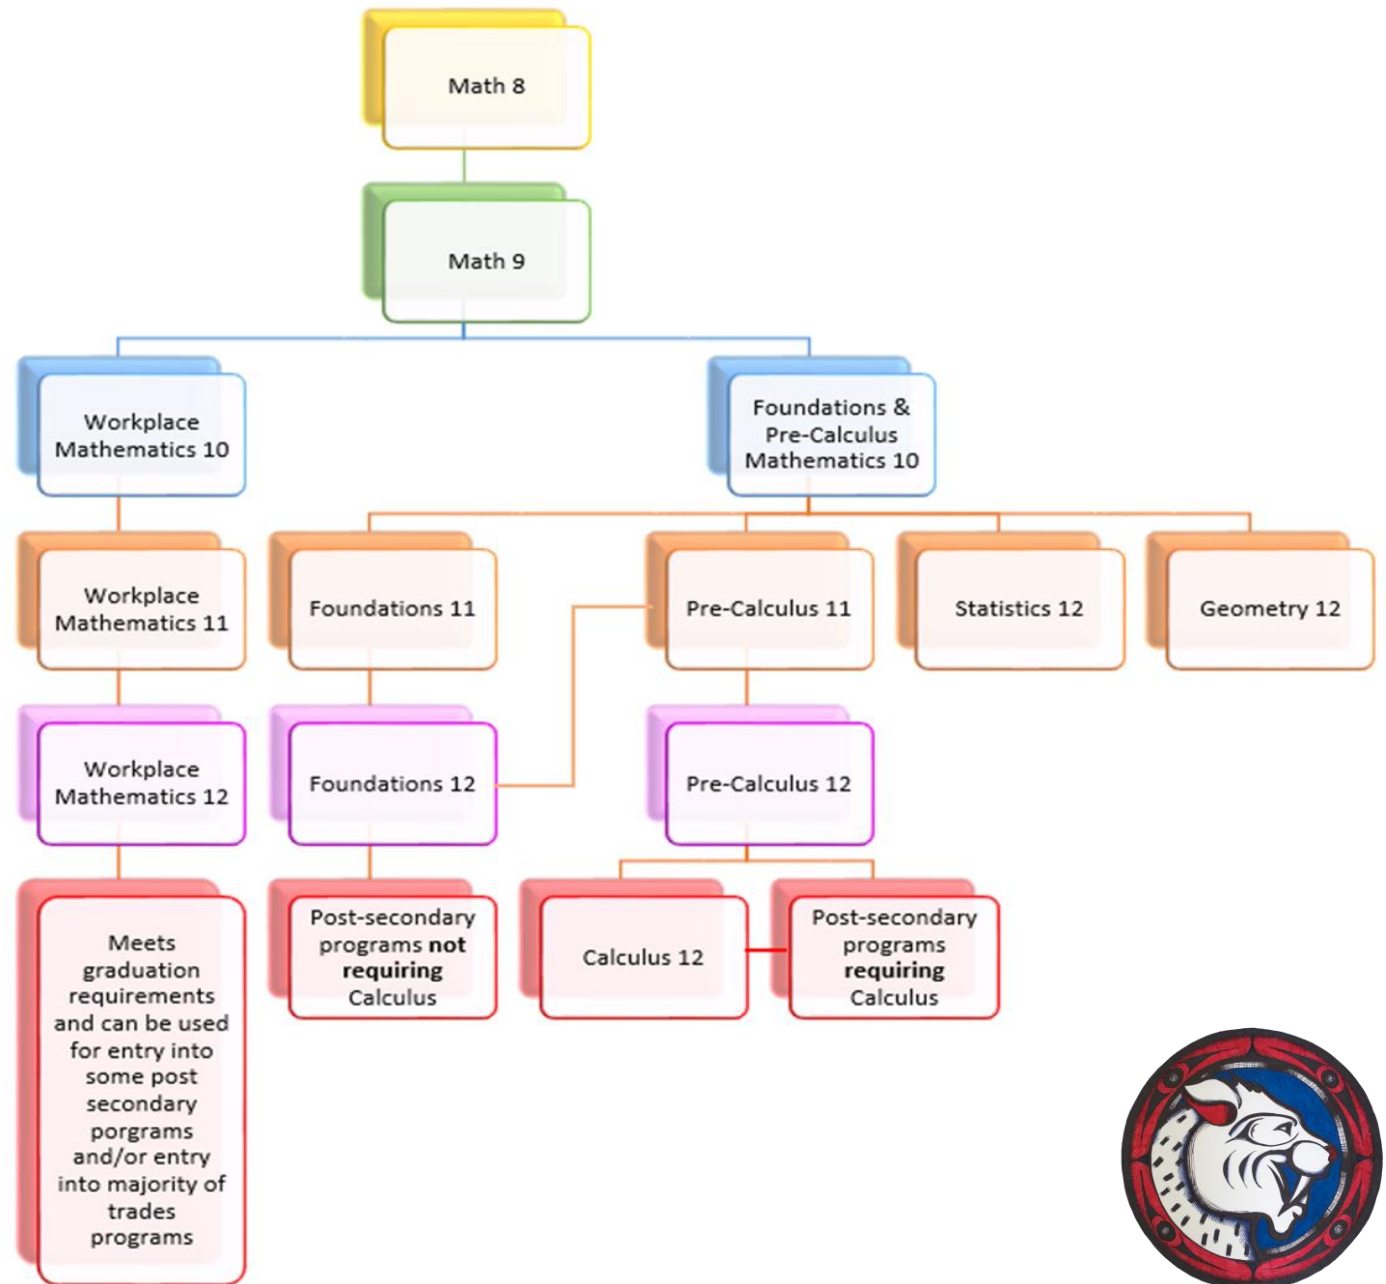 Math 8
Math 9
Workplace
Mathematics 10
Foundations &
Pre-Calculus
Mathematics 10
Workplace
Mathematics 11
Foundations 11
Pre-Calculus 11
Statistics 12
Geometry 12
Workplace
Mathematics 12
Foundations 12
Pre-Calculus 12
Meets
graduation
requirements
and can be used
for entry into
some post
secondary
porgrams
and/or entry
into majority of
trades
programs
Post-secondary
programs not
requiring
Calculus
Calculus 12
Post-secondary
programs
requiring
Calculus